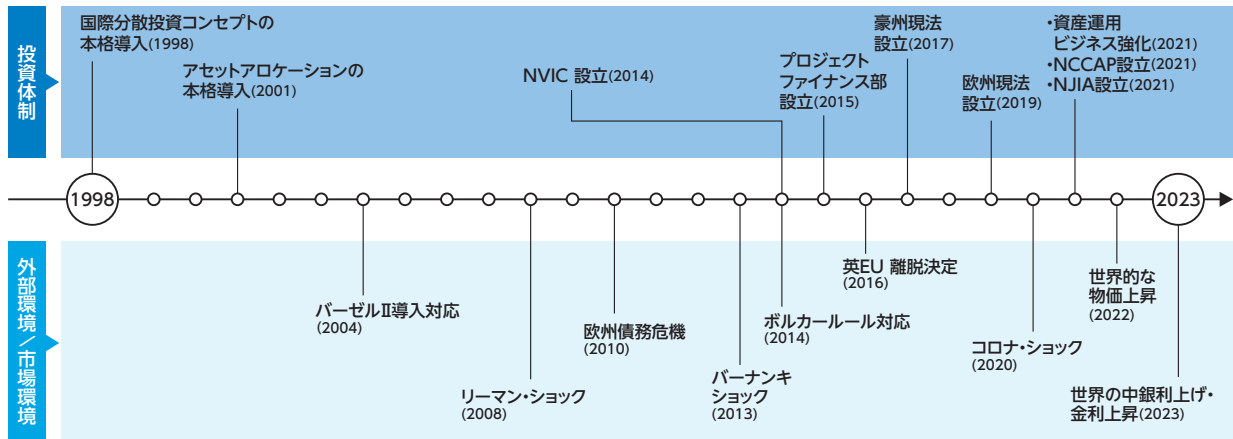 投資体制
国際分散投資コンセプトの
本格導入(1998)
アセットアロケーションの
本格導入(2001)
NVIC 設立(2014)
プロジェクト
ファイナンス部
設立(2015)
豪州現法
設立(2017)
欧州現法
設立(2019)
・資産運用
ビジネス強化(2021)
・NCCAP設立(2021)
・NJIA設立(2021)
1998
2023
外部環境/市場環境
バーゼルⅡ導入対応
(2004)
リーマン・ショック
(2008)
欧州債務危機
(2010)
バーナンキ
ショック
(2013)
ボルカールール対応
(2014)
英EU 離脱決定
(2016)
コロナ・ショック
(2020)
世界的な
物価上昇
(2022)
世界の中銀利上げ・
金利上昇(2023)